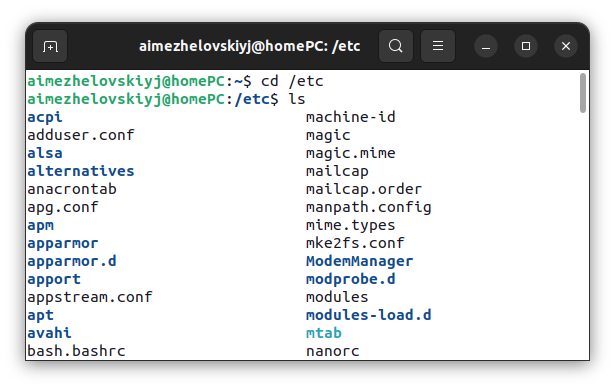 aimezhelovskiyj@homePC: /etc
aimezhelovskiyj@homePC:~$ cd /etc
aimezhelovskiyj@homePC:/etc$ ls
acpi machine-id
adduser.conf magic
alsa magic.mime
alternatives mailcap
anacrontab mailcap.order
apg.conf manpath.config
apm mime.types
apparmor mke2fs.conf
apparmor.d ModemManager
apport modprobe.d
appstream.conf modules
apt modules-load.d
avahi mtab
bash.bashrc nanorc